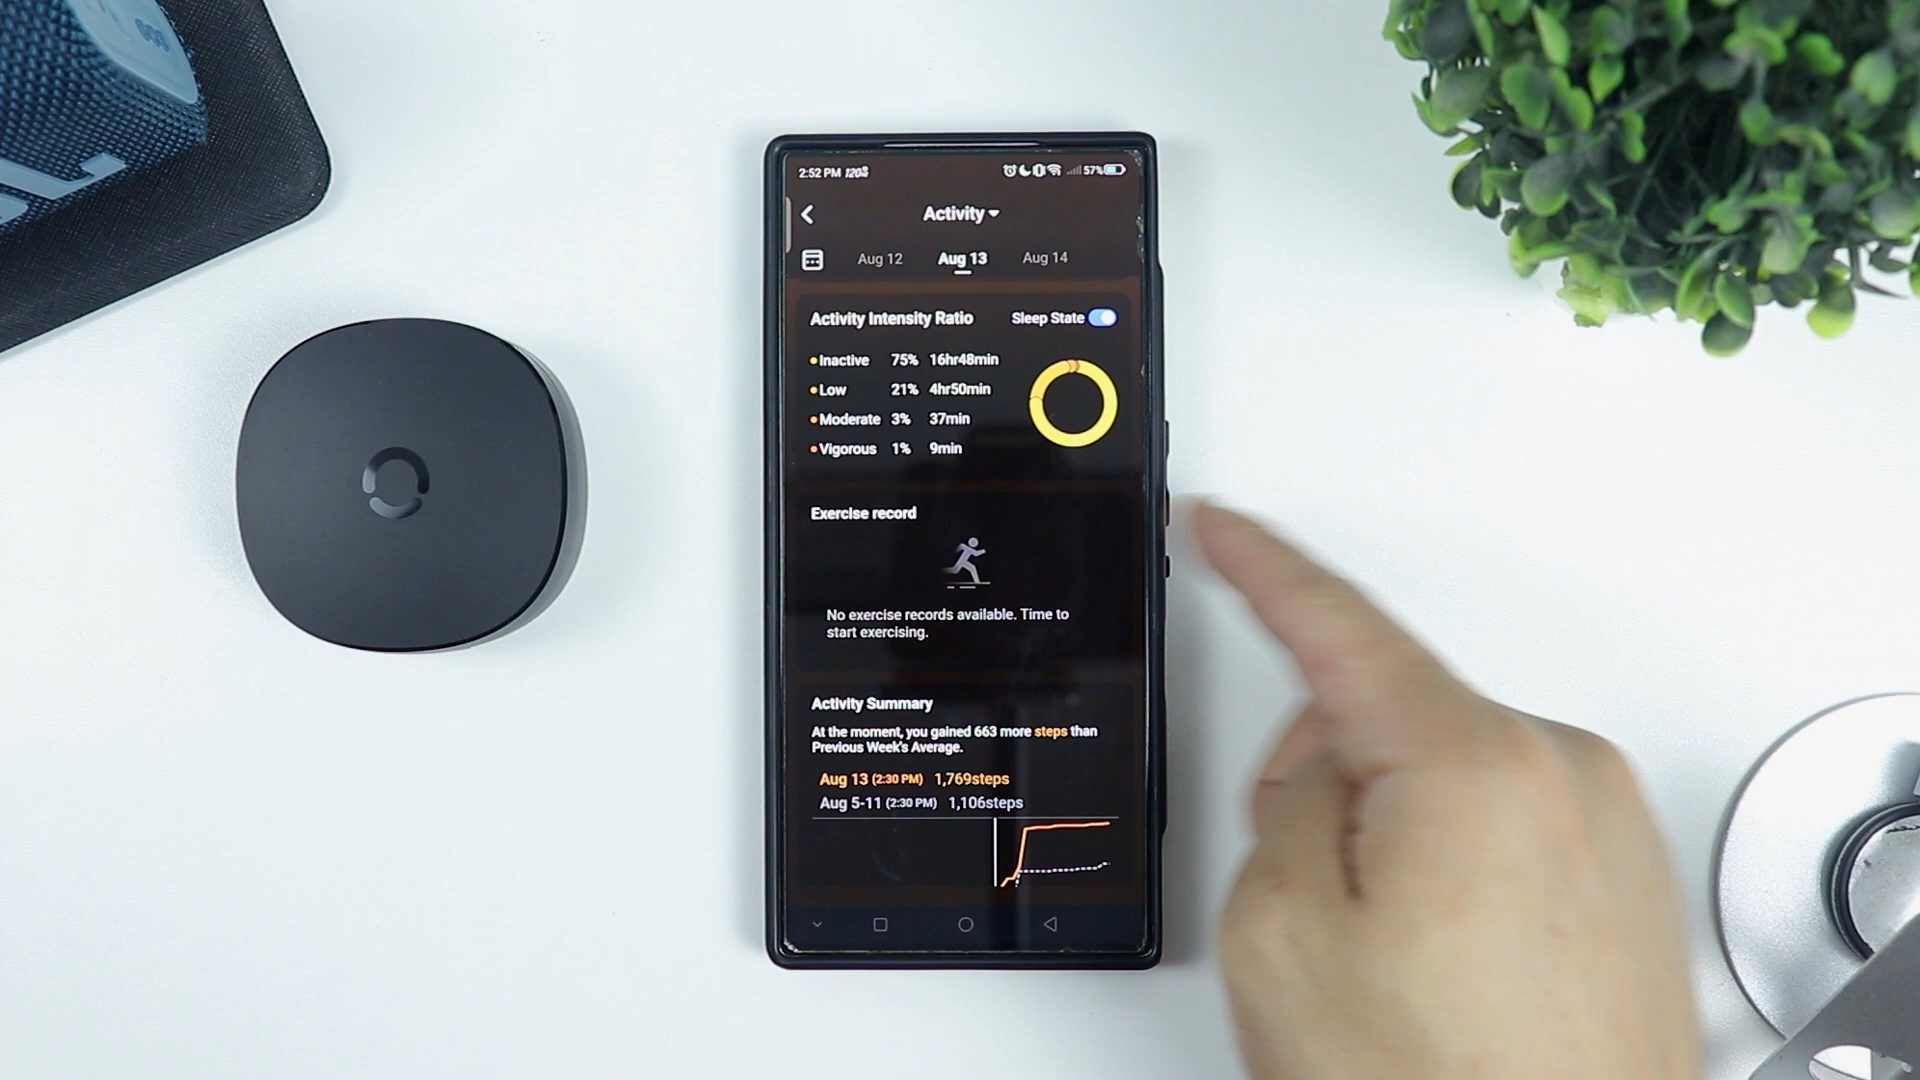 2:52 PM 120
57%
Activity
Aug 12 Aug 13 Aug 14
Activity Intensity Ratio Sleep State
Inactive 75% 16hr48min
Low 21% 4hr50min
Moderate 3% 37min
Vigorous 1% 9min
Exercise record
No exercise records available. Time to
start exercising.
Activity Summary
At the moment, you gained 663 more steps than
Previous Week's Average.
Aug 13 (2:30 PM) 1,769steps
Aug 5-11 (2:30 PM) 1,106steps